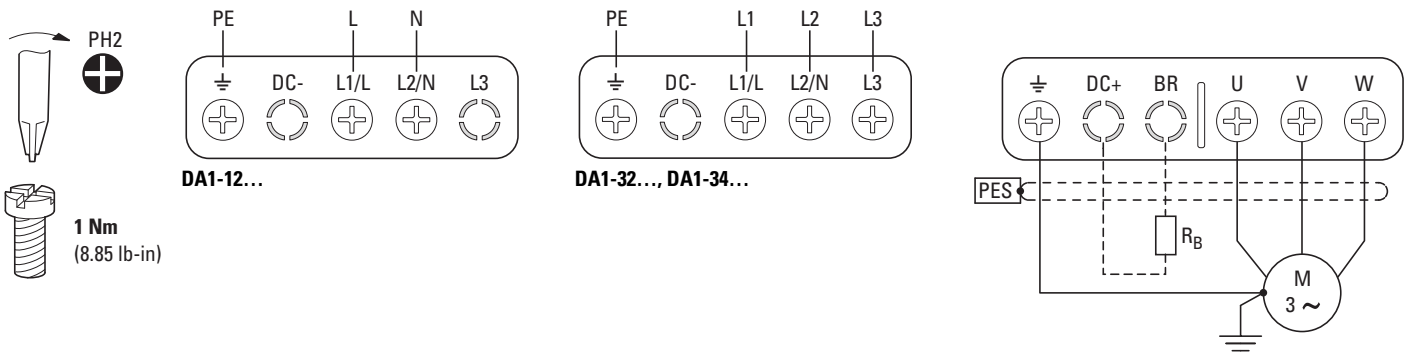 PH2
1 Nm
(8.85 lb-in)
PE L N
DC- L1/L L2/N L3
DA1-12...
PE L1 L2 L3
DC- L1/L L2/N L3
DA1-32..., DA1-34...
DC+ BR U V W
PES
RB
M
3 ~